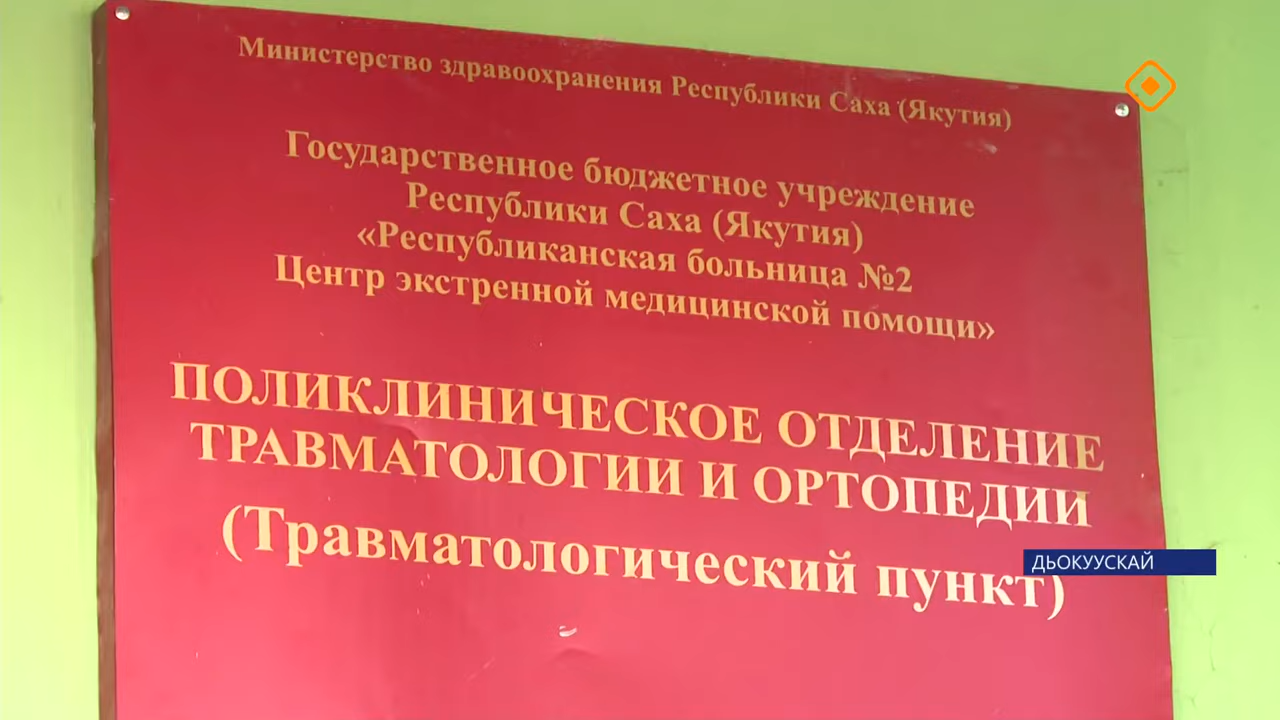 Министерство здравоохранения Республики Саха (Якутия)
Государственное бюджетное учреждение
Республики Саха (Якутия)
«Республиканская больница №2
Центр экстренной медицинской помощи»
ПОЛИКЛИНИЧЕСКОЕ ОТДЕЛЕНИЕ
ТРАВМАТОЛОГИИ И ОРТОПЕДИИ
(Травматологический пункт)
ДЬОКУУСКАЙ